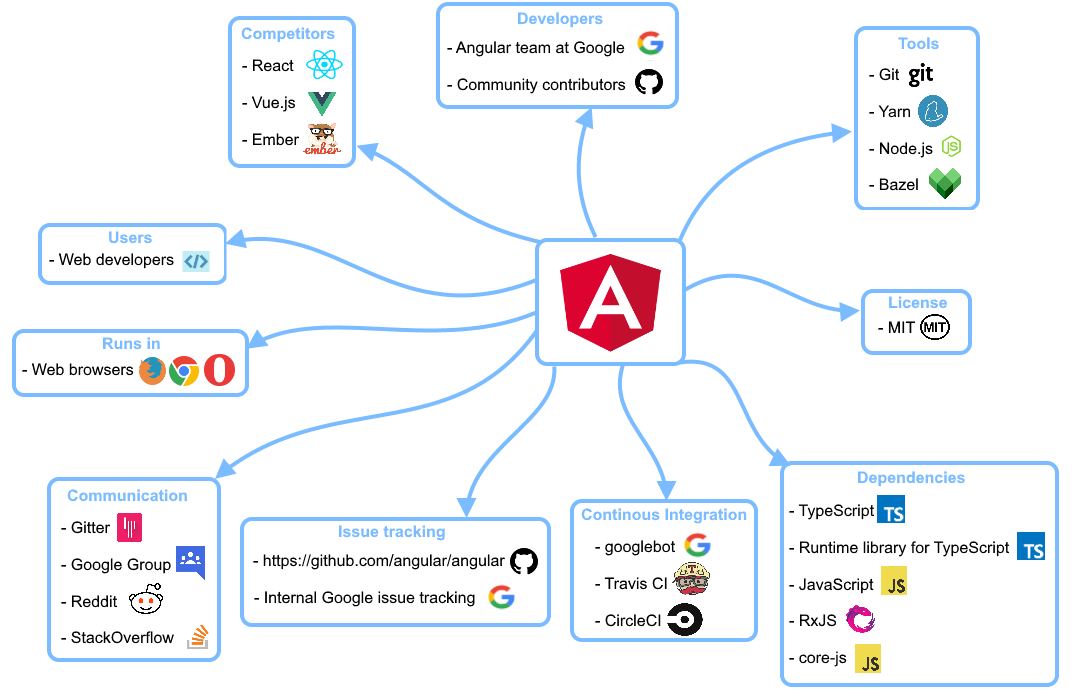 Competitors
- React
- Vue.js
- Ember
ember
Developers
- Angular team at Google
- Community contributors
Tools
- Git git
- Yarn
- Node.js JS
- Bazel
Users
- Web developers </>
A
License
- MIT MIT
Runs in
- Web browsers
Communication
- Gitter
- Google Group
- Reddit
- StackOverflow
Issue tracking
- https://github.com/angular/angular
- Internal Google issue tracking
Continous Integration
- googlebot
- Travis CI T
- CircleCI
Dependencies
- TypeScript TS
- Runtime library for TypeScript TS
- JavaScript JS
- RxJS
- core-js JS